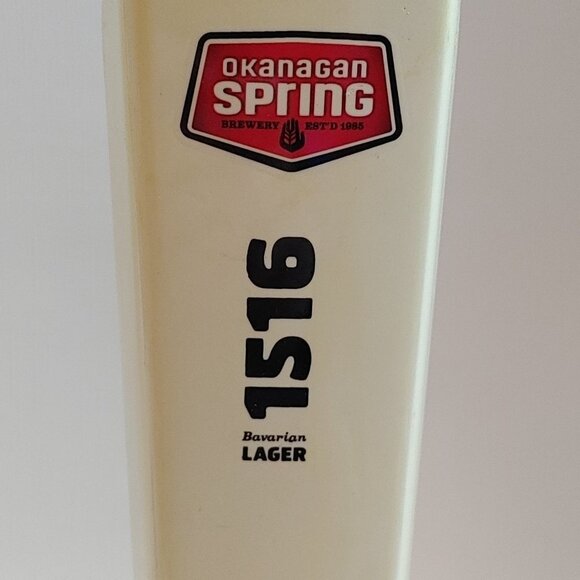 OKanagan
SPrING
BREWERY EST'D 1985
1516
Bavarian
LAGER